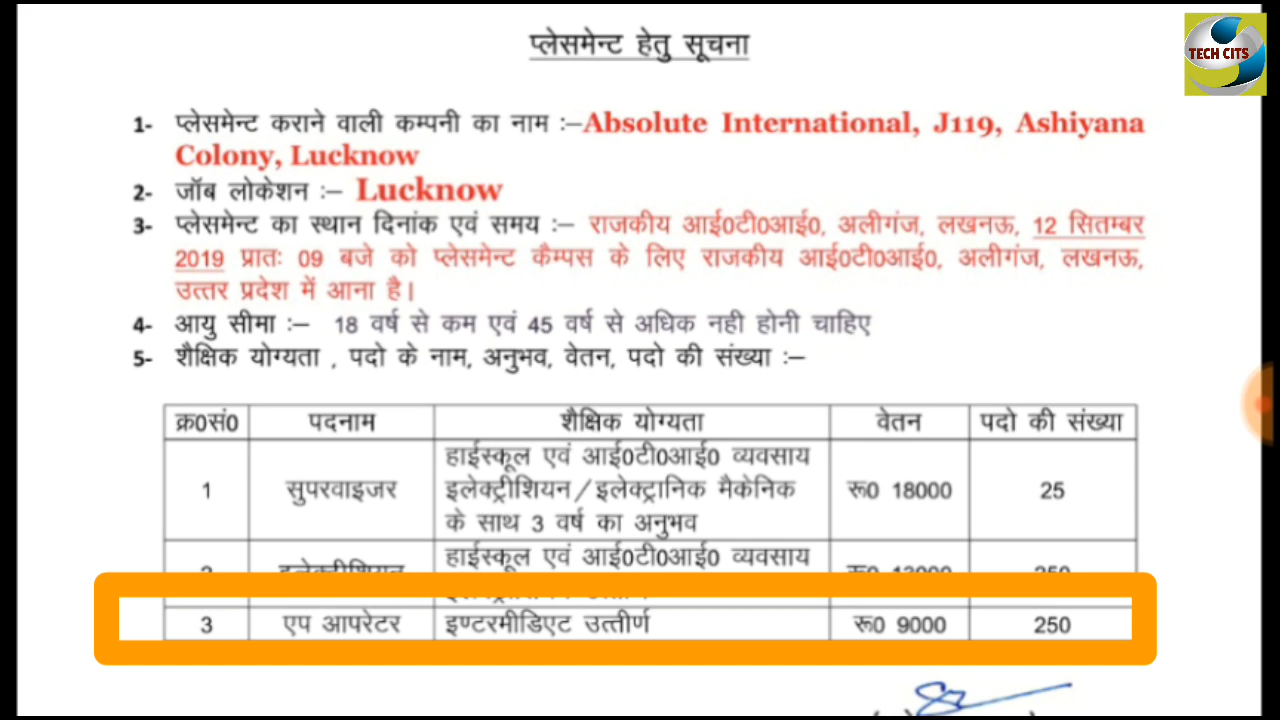 TECH CITS
प्लेसमेन्ट हेतु सूचना
1- प्लेसमेन्ट कराने वाली कम्पनी का नाम :–Absolute International, J119, Ashiyana
Colony, Lucknow
2- जॉब लोकेशन :– Lucknow
3- प्लेसमेन्ट का स्थान दिनांक एवं समय :– राजकीय आई0टी0आई0, अलीगंज, लखनऊ, 12 सितम्बर
2019 प्रातः 09 बजे को प्लेसमेन्ट कैम्पस के लिए राजकीय आई0टी0आई0, अलीगंज, लखनऊ,
उत्तर प्रदेश में आना है।
4- आयु सीमा :– 18 वर्ष से कम एवं 45 वर्ष से अधिक नही होनी चाहिए
5- शैक्षिक योग्यता , पदो के नाम, अनुभव, वेतन, पदो की संख्या :–
क्र0सं0 पदनाम शैक्षिक योग्यता वेतन पदो की संख्या
हाईस्कूल एवं आई0टी0आई0 व्यवसाय
1 सुपरवाइजर इलेक्ट्रीशियन/इलेक्ट्रानिक मैकेनिक रू0 18000 25
के साथ 3 वर्ष का अनुभव
हाईस्कूल एवं आई0टी0आई0 व्यवसाय
3 एप आपरेटर इण्टरमीडिएट उत्तीर्ण रू0 9000 250